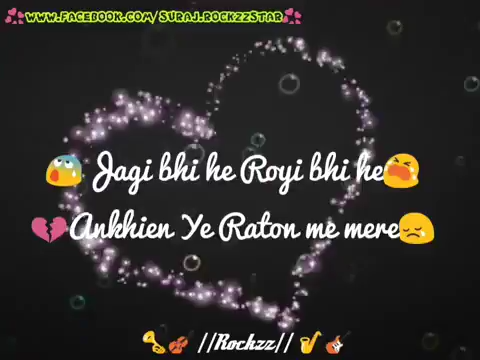 💞www.facebook.com/Suraj.rockzzStar💞
😰 Jagi bhi he Royi bhi he😭
💔Ankhien Ye Raton me mere😢
🎺🎻 //Rockzz// 🎷🎸